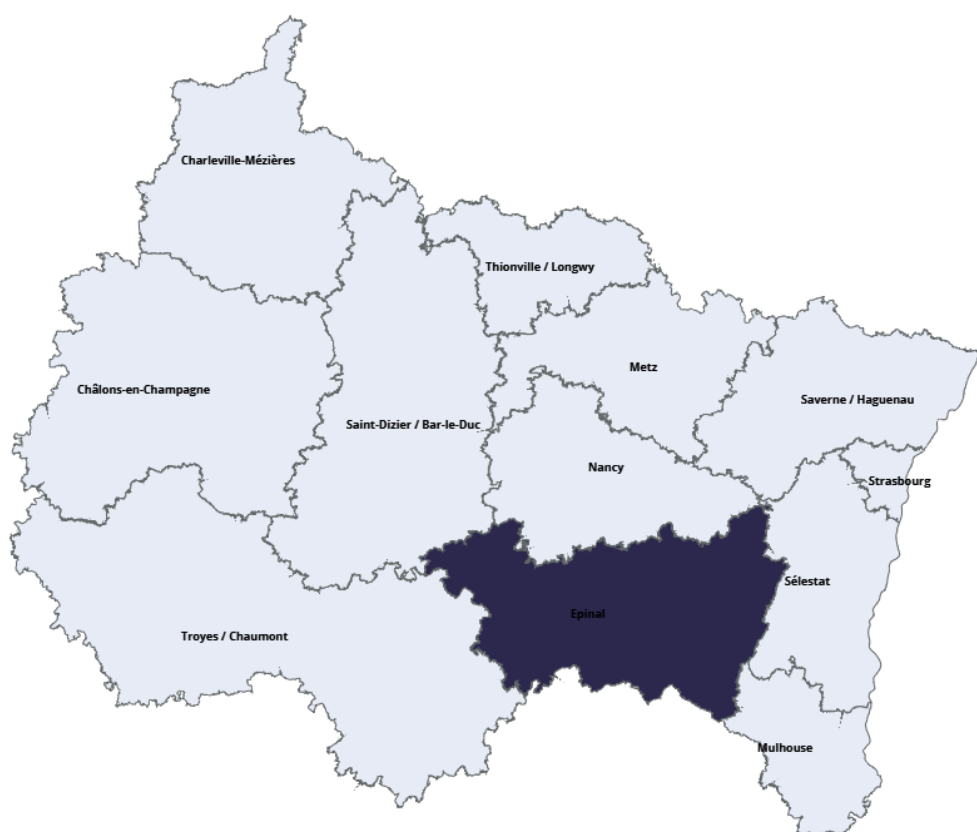 Charleville-Mézières
Thionville / Longwy
Metz
Châlons-en-Champagne
Saverne / Haguenau
Saint-Dizier / Bar-le-Duc
Nancy
Strasbourg
Sélestat
Epinal
Troyes / Chaumont
Mulhouse